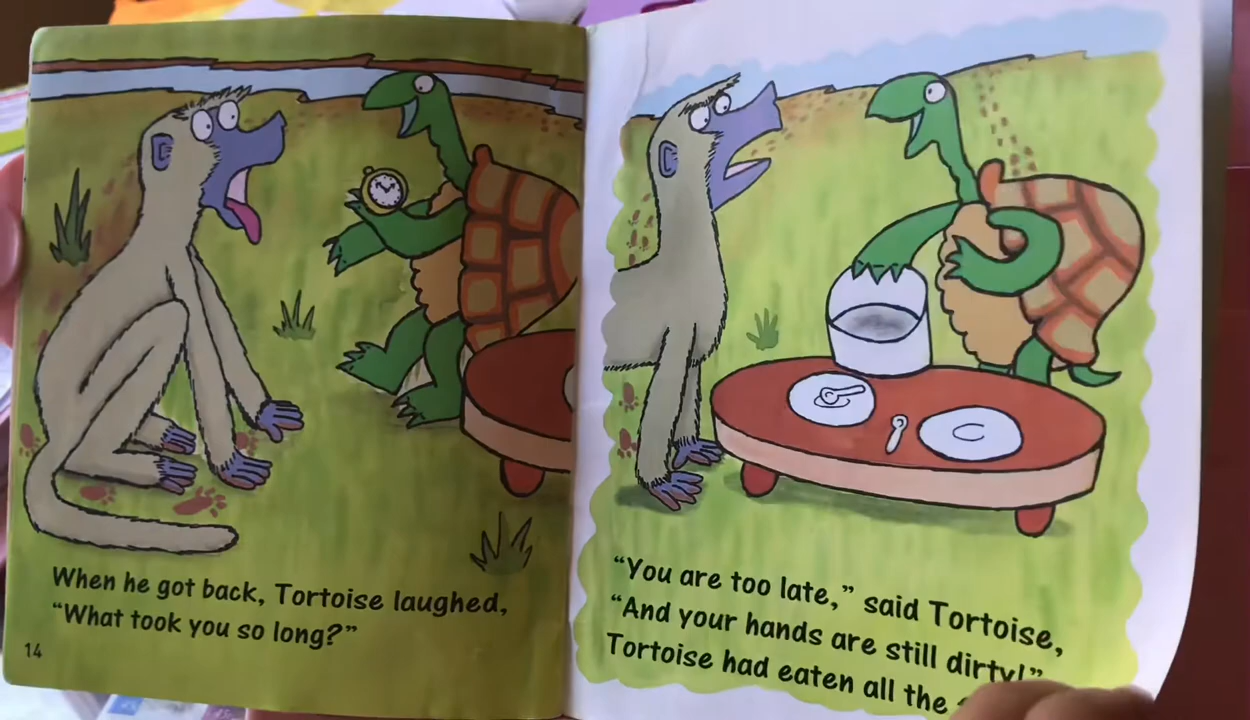 When he got back, Tortoise laughed,
“What took you so long?”
14
“You are too late,” said Tortoise,
“And your hands are still dirty!”
Tortoise had eaten all the